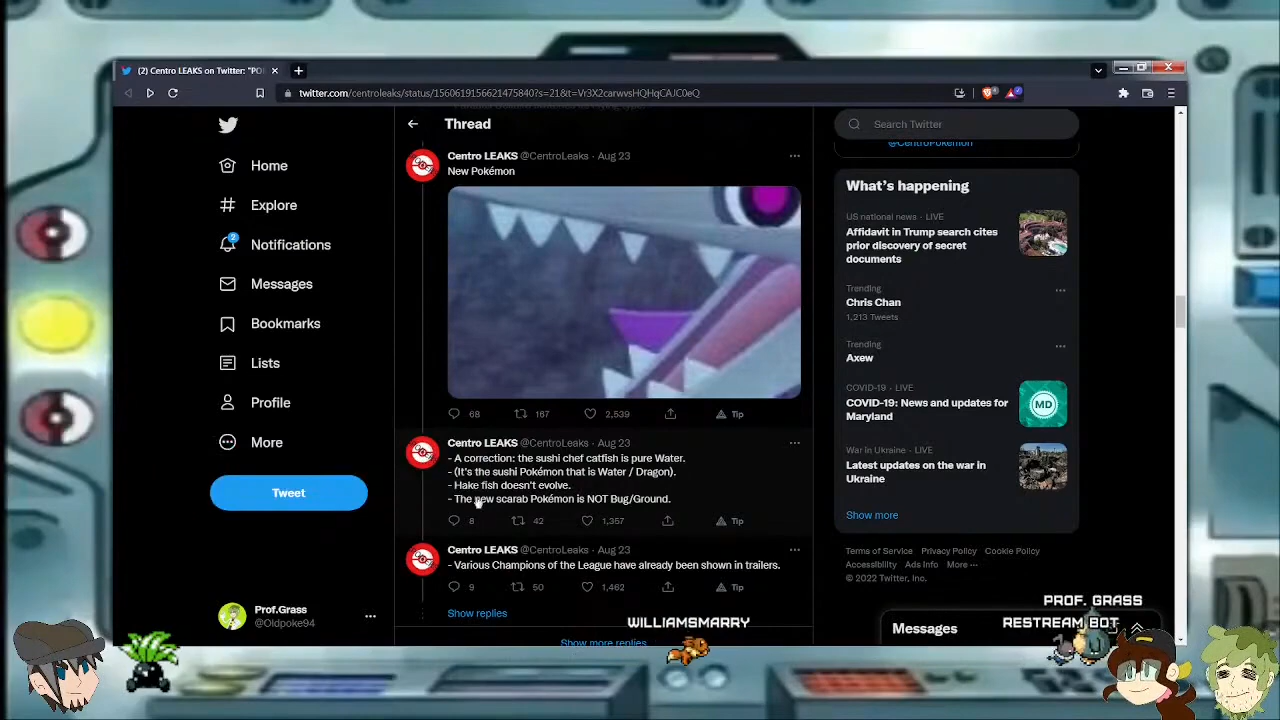 (2) Centro LEAKS on Twitter: "PO
twitter.com/centroleaks/status/1560619156621475840?s=21&t=Vr3X2carwvsHQHqCAJC0eQ
Thread
Search Twitter
@CentroPokemon
Home
Explore
2
Notifications
Messages
Bookmarks
Lists
Profile
More
Tweet
Prof.Grass
@Oldpoke94
Centro LEAKS @CentroLeaks · Aug 23
New Pokémon
68 167 2,539 Tip
Centro LEAKS @CentroLeaks · Aug 23
- A correction: the sushi chef catfish is pure Water.
- (It's the sushi Pokémon that is Water / Dragon).
- Hake fish doesn't evolve.
- The new scarab Pokémon is NOT Bug/Ground.
8 42 1,357 Tip
Centro LEAKS @CentroLeaks · Aug 23
- Various Champions of the League have already been shown in trailers.
9 50 1,462 Tip
Show replies
Show more replies
What's happening
US national news · LIVE
Affidavit in Trump search cites
prior discovery of secret
documents
Trending
Chris Chan
1,213 Tweets
Trending
Axew
COVID-19 · LIVE
COVID-19: News and updates for
Maryland
MD
War in Ukraine · LIVE
Latest updates on the war in
Ukraine
Show more
Terms of Service Privacy Policy Cookie Policy
Accessibility Ads Info More ···
© 2022 Twitter, Inc.
Messages
WILLIAMSMARRY
PROF. GRASS
RESTREAM BOT